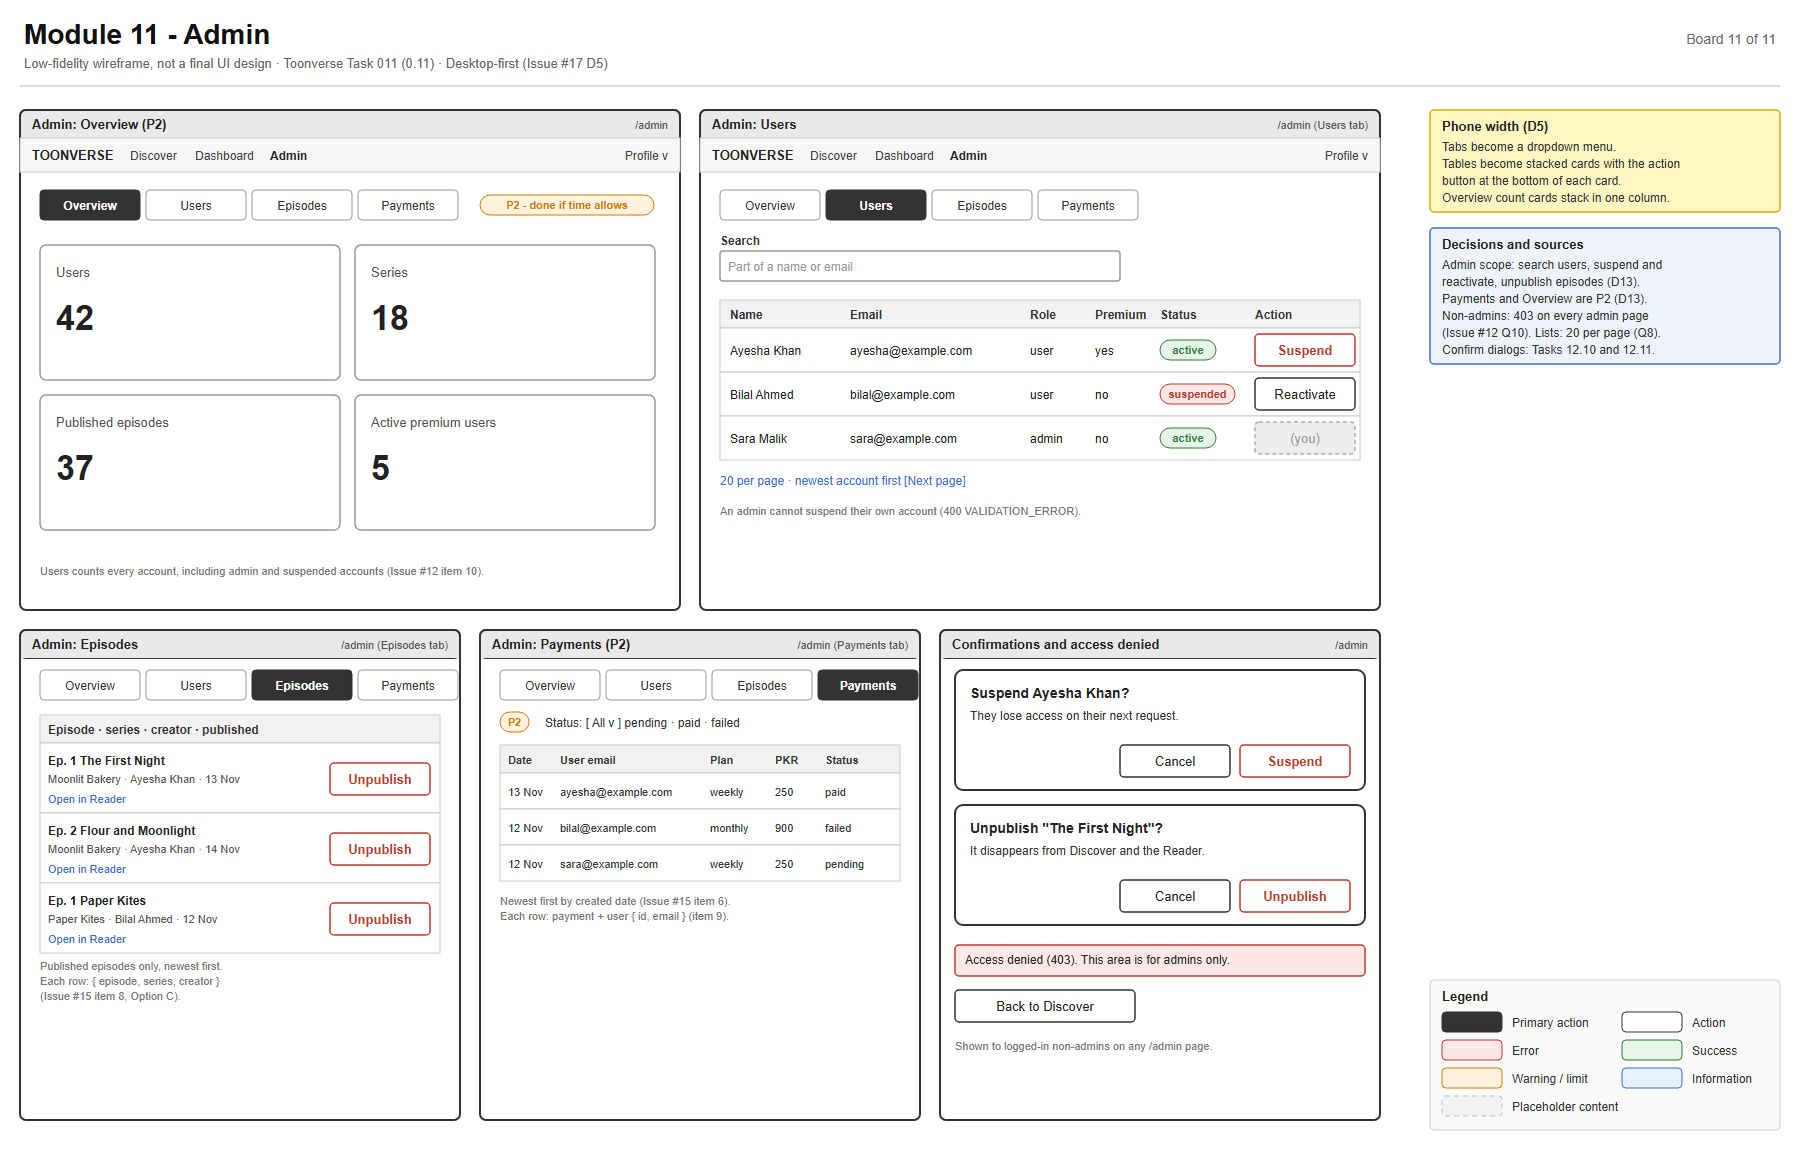 Module 11 - Admin
Board 11 of 11
Low-fidelity wireframe, not a final UI design · Toonverse Task 011 (0.11) · Desktop-first (Issue #17 D5)
Admin: Overview (P2)
/admin
TOONVERSE Discover Dashboard Admin Profile v
Overview Users Episodes Payments P2 - done if time allows
Users
42
Series
18
Published episodes
37
Active premium users
5
Users counts every account, including admin and suspended accounts (Issue #12 item 10).
Admin: Users
/admin (Users tab)
TOONVERSE Discover Dashboard Admin Profile v
Overview Users Episodes Payments
Search
Part of a name or email
Name Email Role Premium Status Action
Ayesha Khan ayesha@example.com user yes active Suspend
Bilal Ahmed bilal@example.com user no suspended Reactivate
Sara Malik sara@example.com admin no active (you)
20 per page · newest account first [Next page]
An admin cannot suspend their own account (400 VALIDATION_ERROR).
Phone width (D5)
Tabs become a dropdown menu.
Tables become stacked cards with the action
button at the bottom of each card.
Overview count cards stack in one column.
Decisions and sources
Admin scope: search users, suspend and
reactivate, unpublish episodes (D13).
Payments and Overview are P2 (D13).
Non-admins: 403 on every admin page
(Issue #12 Q10). Lists: 20 per page (Q8).
Confirm dialogs: Tasks 12.10 and 12.11.
Admin: Episodes
/admin (Episodes tab)
Overview Users Episodes Payments
Episode · series · creator · published
Ep. 1 The First Night
Moonlit Bakery · Ayesha Khan · 13 Nov
Open in Reader
Unpublish
Ep. 2 Flour and Moonlight
Moonlit Bakery · Ayesha Khan · 14 Nov
Open in Reader
Unpublish
Ep. 1 Paper Kites
Paper Kites · Bilal Ahmed · 12 Nov
Open in Reader
Unpublish
Published episodes only, newest first.
Each row: { episode, series, creator }
(Issue #15 item 8, Option C).
Admin: Payments (P2)
/admin (Payments tab)
Overview Users Episodes Payments
P2 Status: [ All v ] pending · paid · failed
Date User email Plan PKR Status
13 Nov ayesha@example.com weekly 250 paid
12 Nov bilal@example.com monthly 900 failed
12 Nov sara@example.com weekly 250 pending
Newest first by created date (Issue #15 item 6).
Each row: payment + user { id, email } (item 9).
Confirmations and access denied
/admin
Suspend Ayesha Khan?
They lose access on their next request.
Cancel Suspend
Unpublish "The First Night"?
It disappears from Discover and the Reader.
Cancel Unpublish
Access denied (403). This area is for admins only.
Back to Discover
Shown to logged-in non-admins on any /admin page.
Legend
Primary action Action
Error Success
Warning / limit Information
Placeholder content